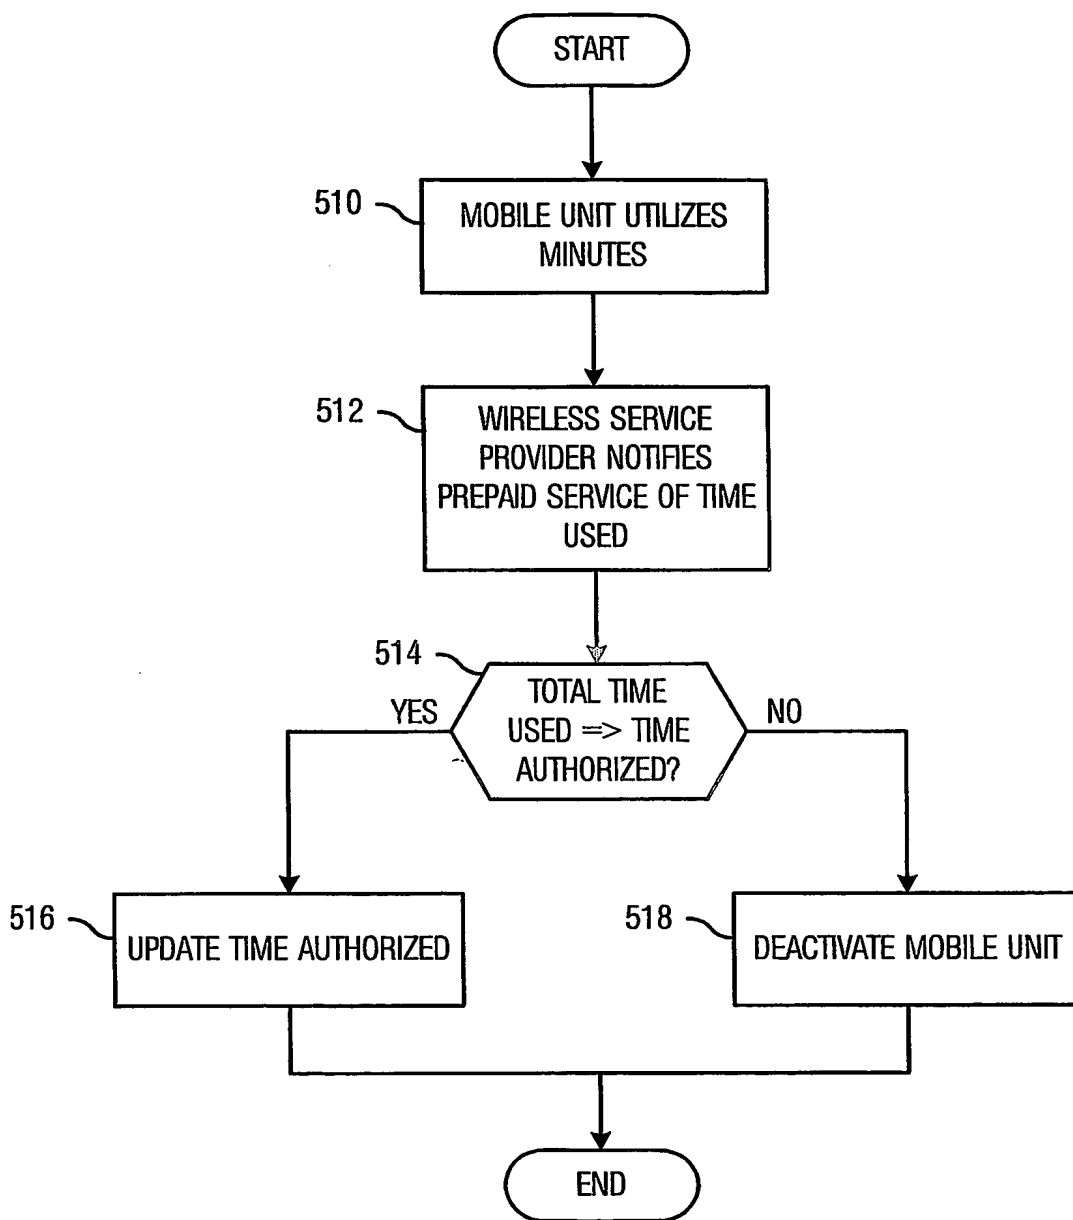 START
510
MOBILE UNIT UTILIZES
MINUTES
512
WIRELESS SERVICE
PROVIDER NOTIFIES
PREPAID SERVICE OF TIME
USED
514
TOTAL TIME
USED => TIME
AUTHORIZED?
YES
NO
516
UPDATE TIME AUTHORIZED
518
DEACTIVATE MOBILE UNIT
END